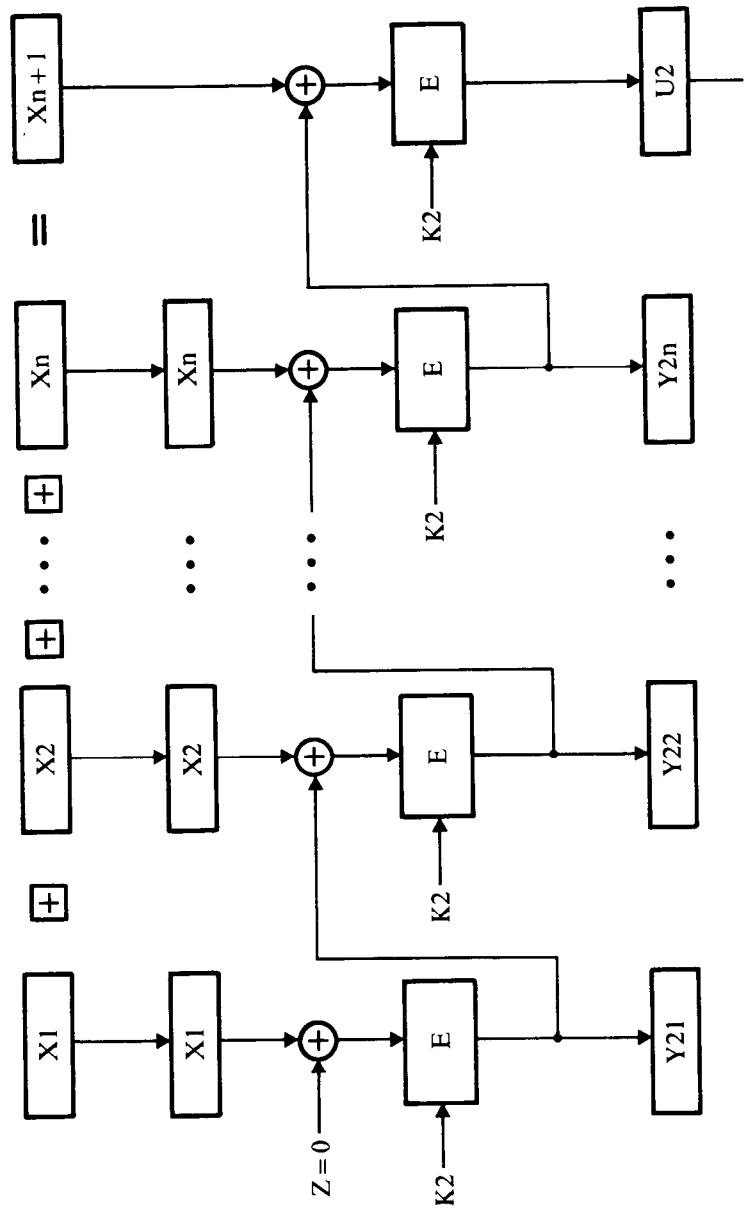 X1 + X2 + • • • + Xn = Xn + 1
X1 X2 • • • Xn
Z = 0 + + • • • + +
K2 E K2 E K2 E K2 E
Y21 Y22 • • • Y2n U2